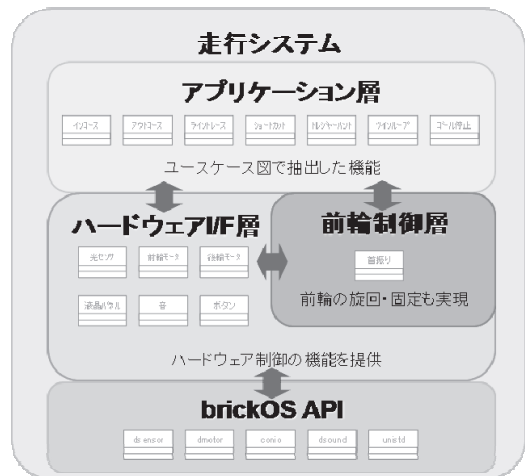 走行システム
アプリケーション層
インコース アウトコース ライントレース ショートカット トレジャーハント ツインループ ゴール停止
ユースケース図で抽出した機能
ハードウェアI/F層 前輪制御層
光センサ 前輪モータ 後輪モータ 首振り
液晶パネル 音 ボタン
前輪の旋回・固定も実現
ハードウェア制御の機能を提供
brickOS API
dsensor dmotor conio dsound unistd